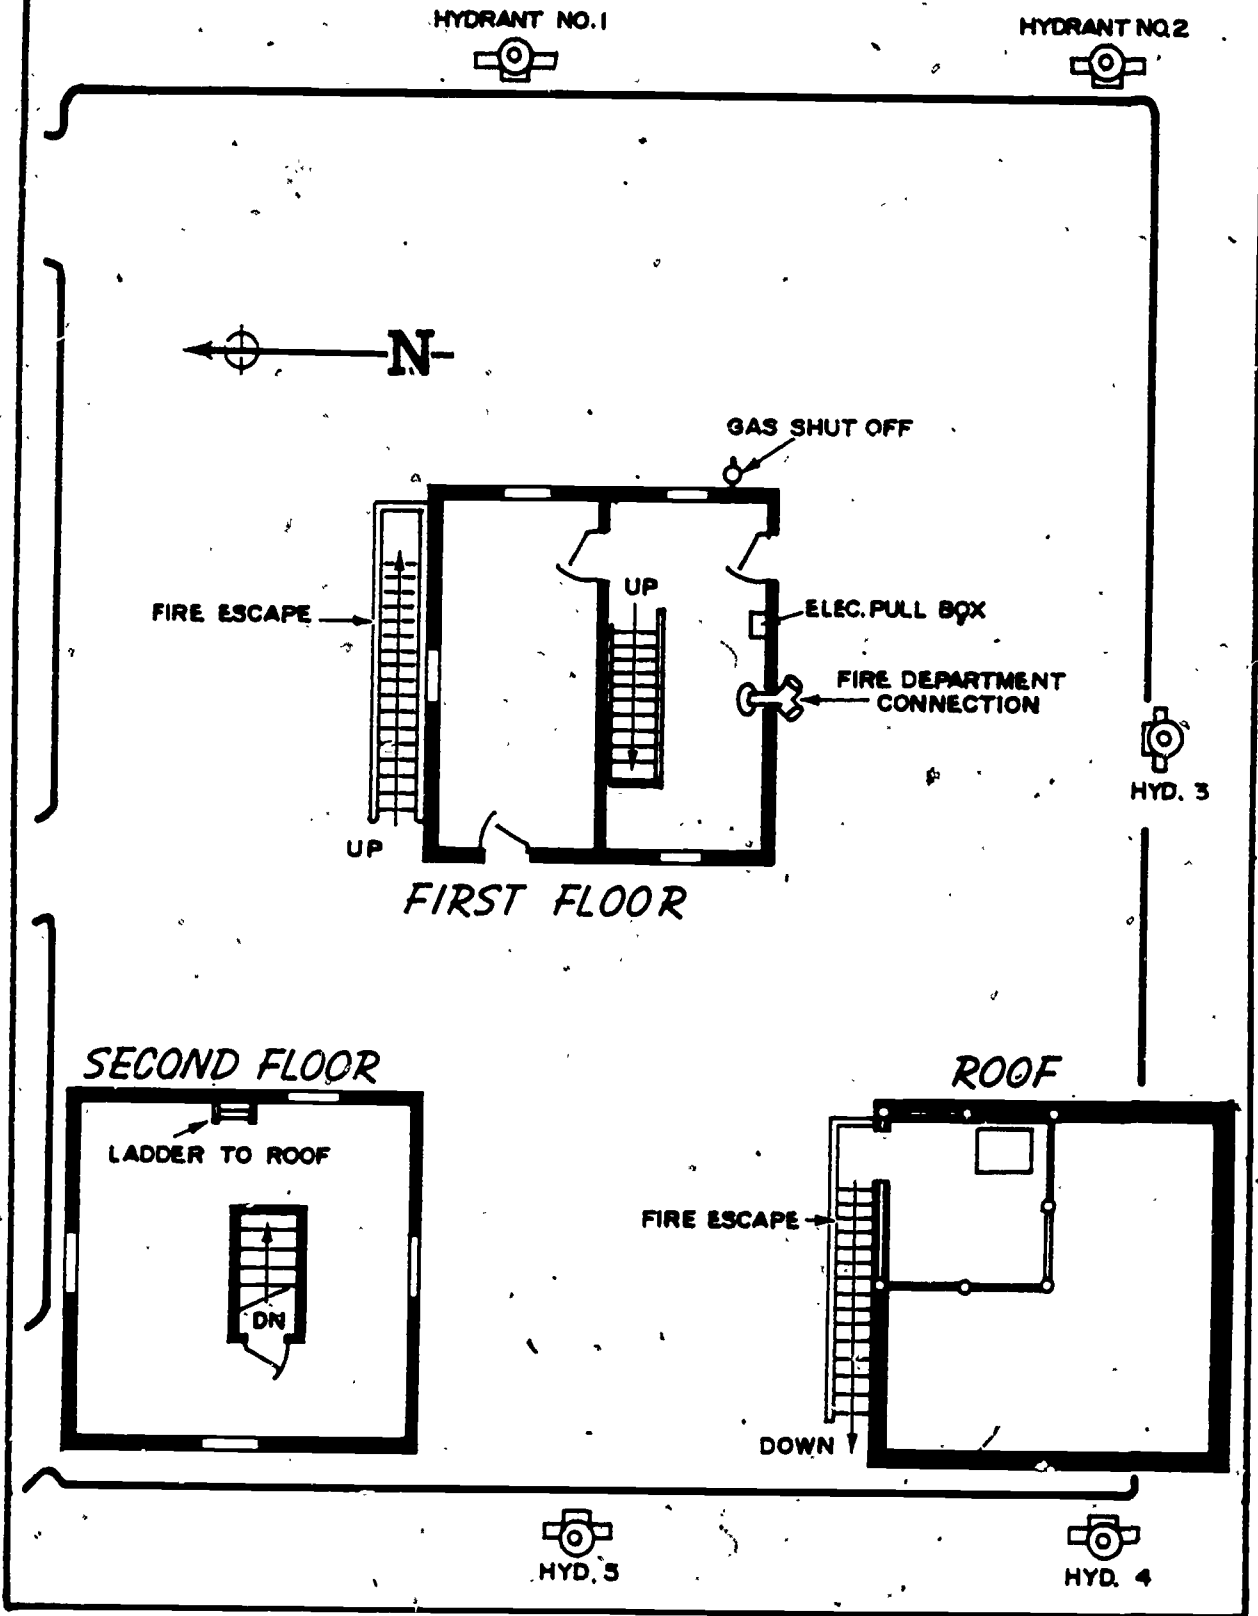 HYDRANT NO. 1
HYDRANT NO. 2
N
GAS SHUT OFF
FIRE ESCAPE
UP
ELEC. PULL BOX
FIRE DEPARTMENT
CONNECTION
HYD. 3
UP
FIRST FLOOR
SECOND FLOOR
ROOF
LADDER TO ROOF
FIRE ESCAPE
DN
DOWN
HYD. 5
HYD. 4